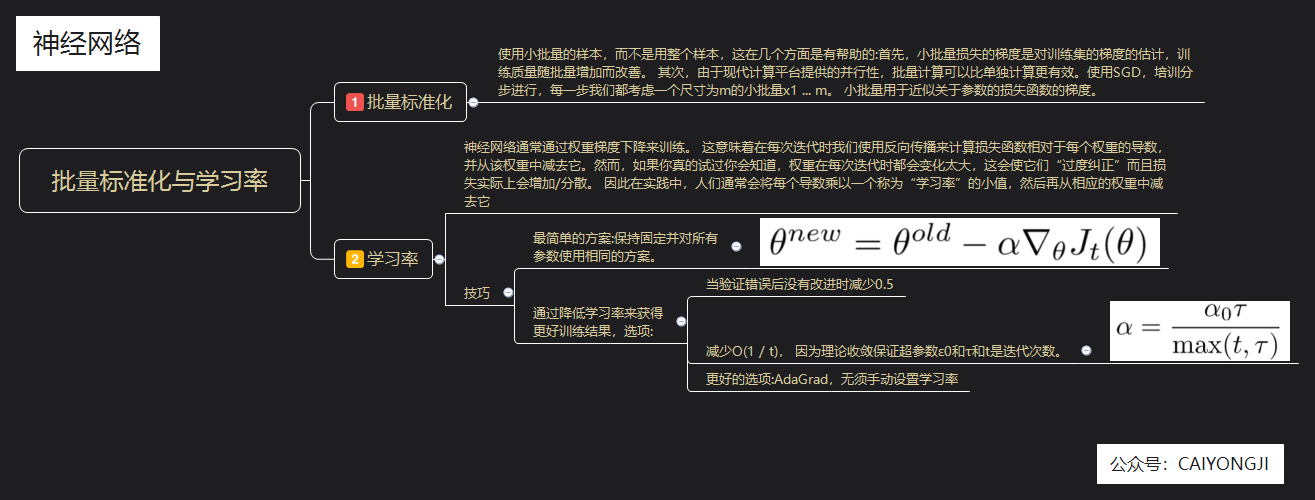 神经网络
使用小批量的样本，而不是用整个样本，这在几个方面是有帮助的:首先，小批量损失的梯度是对训练集的梯度的估计，训
练质量随批量增加而改善。 其次，由于现代计算平台提供的并行性，批量计算可以比单独计算更有效。使用SGD，培训分
步进行，每一步我们都考虑一个尺寸为m的小批量x1 ... m。 小批量用于近似关于参数的损失函数的梯度。
1 批量标准化
神经网络通常通过权重梯度下降来训练。 这意味着在每次迭代时我们使用反向传播来计算损失函数相对于每个权重的导数，
并从该权重中减去它。然而，如果你真的试过你会知道，权重在每次迭代时都会变化太大，这会使它们“过度纠正”而且损
失实际上会增加/分散。 因此在实践中，人们通常会将每个导数乘以一个称为“学习率”的小值，然后再从相应的权重中减
去它
批量标准化与学习率
2 学习率
最简单的方案:保持固定并对所有
参数使用相同的方案。
θ^{new} = θ^{old} − α∇_θ J_t(θ)
技巧
当验证错误后没有改进时减少0.5
通过降低学习率来获得
更好训练结果，选项:
减少O(1 / t)， 因为理论收敛保证超参数ε0和τ和t是迭代次数。
α = α_0 τ / max(t, τ)
更好的选项:AdaGrad，无须手动设置学习率
公众号：CAIYONGJI